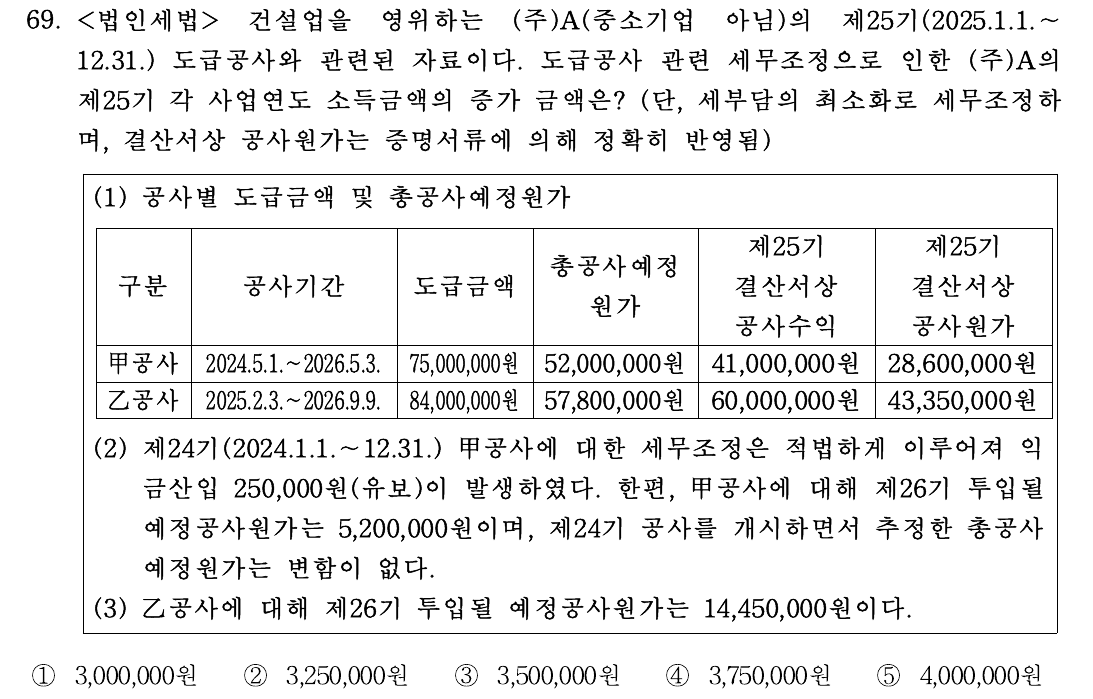 69. <법인세법> 건설업을 영위하는 (주)A(중소기업 아님)의 제25기(2025.1.1.~
12.31.) 도급공사와 관련된 자료이다. 도급공사 관련 세무조정으로 인한 (주)A의
제25기 각 사업연도 소득금액의 증가 금액은? (단, 세부담의 최소화로 세무조정하
며, 결산서상 공사원가는 증명서류에 의해 정확히 반영됨)
(1) 공사별 도급금액 및 총공사예정원가
구분 공사기간 도급금액 총공사예정 원가 제25기 결산서상 공사수익 제25기 결산서상 공사원가
甲공사 2024.5.1.~2026.5.3. 75,000,000원 52,000,000원 41,000,000원 28,600,000원
乙공사 2025.2.3.~2026.9.9. 84,000,000원 57,800,000원 60,000,000원 43,350,000원
(2) 제24기(2024.1.1.~12.31.) 甲공사에 대한 세무조정은 적법하게 이루어져 익
금산입 250,000원(유보)이 발생하였다. 한편, 甲공사에 대해 제26기 투입될
예정공사원가는 5,200,000원이며, 제24기 공사를 개시하면서 추정한 총공사
예정원가는 변함이 없다.
(3) 乙공사에 대해 제26기 투입될 예정공사원가는 14,450,000원이다.
① 3,000,000원 ② 3,250,000원 ③ 3,500,000원 ④ 3,750,000원 ⑤ 4,000,000원